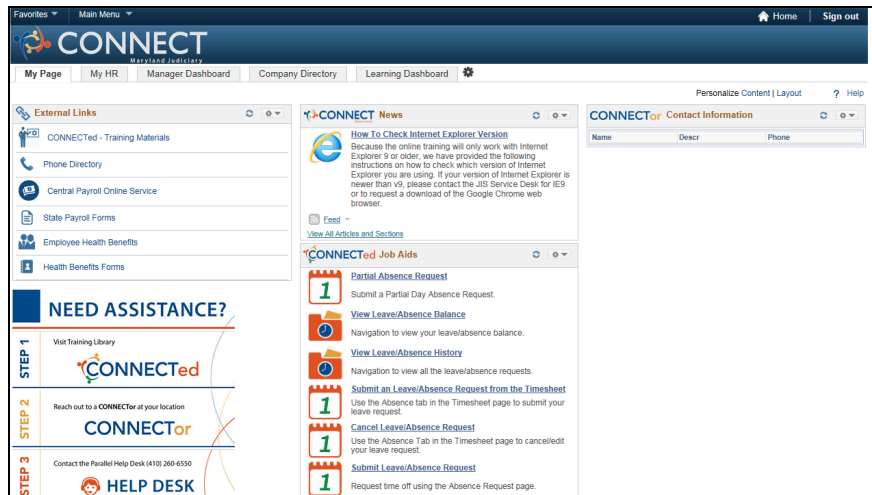 Favorites Main Menu Home Sign out
CONNECT
Maryland Judiciary
My Page My HR Manager Dashboard Company Directory Learning Dashboard
Personalize Content | Layout ? Help
External Links
CONNECTed - Training Materials
Phone Directory
Central Payroll Online Service
State Payroll Forms
Employee Health Benefits
Health Benefits Forms
NEED ASSISTANCE?
STEP 1
Visit Training Library
CONNECTed
STEP 2
Reach out to a CONNECTor at your location
CONNECTor
STEP 3
Contact the Parallel Help Desk (410) 260-6550
HELP DESK
CONNECT News
How To Check Internet Explorer Version
Because the online training will only work with Internet
Explorer 9 or older, we have provided the following
instructions on how to check which version of Internet
Explorer you are using. If your version of Internet Explorer is
newer than v9, please contact the JIS Service Desk for IE9
or to request a download of the Google Chrome web
browser.
Feed
View All Articles and Sections
CONNECTed Job Aids
1
Partial Absence Request
Submit a Partial Day Absence Request.
View Leave/Absence Balance
Navigation to view your leave/absence balance.
View Leave/Absence History
Navigation to view all the leave/absence requests.
1
Submit an Leave/Absence Request from the Timesheet
Use the Absence tab in the Timesheet page to submit your
leave request.
1
Cancel Leave/Absence Request
Use the Absence Tab in the Timesheet page to cancel/edit
your leave request.
1
Submit Leave/Absence Request
Request time off using the Absence Request page.
CONNECTor Contact Information
Name Descr Phone